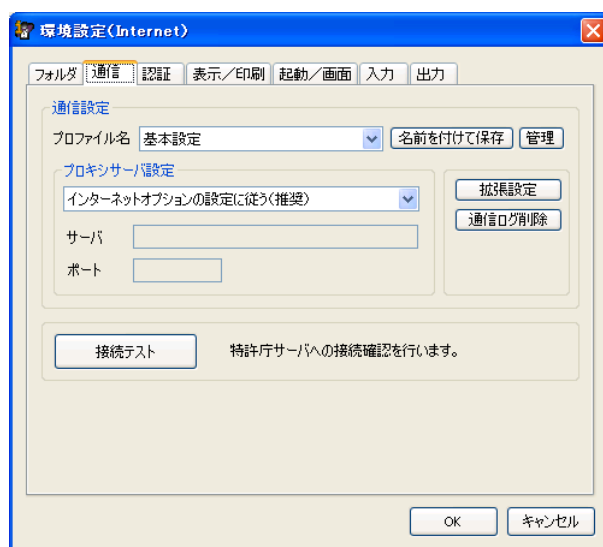 環境設定(Internet)
フォルダ 通信 認証 表示／印刷 起動／画面 入力 出力
通信設定
プロファイル名 基本設定 名前を付けて保存 管理
プロキシサーバ設定
インターネットオプションの設定に従う(推奨)
拡張設定
通信ログ削除
サーバ
ポート
接続テスト 特許庁サーバへの接続確認を行います。
OK キャンセル